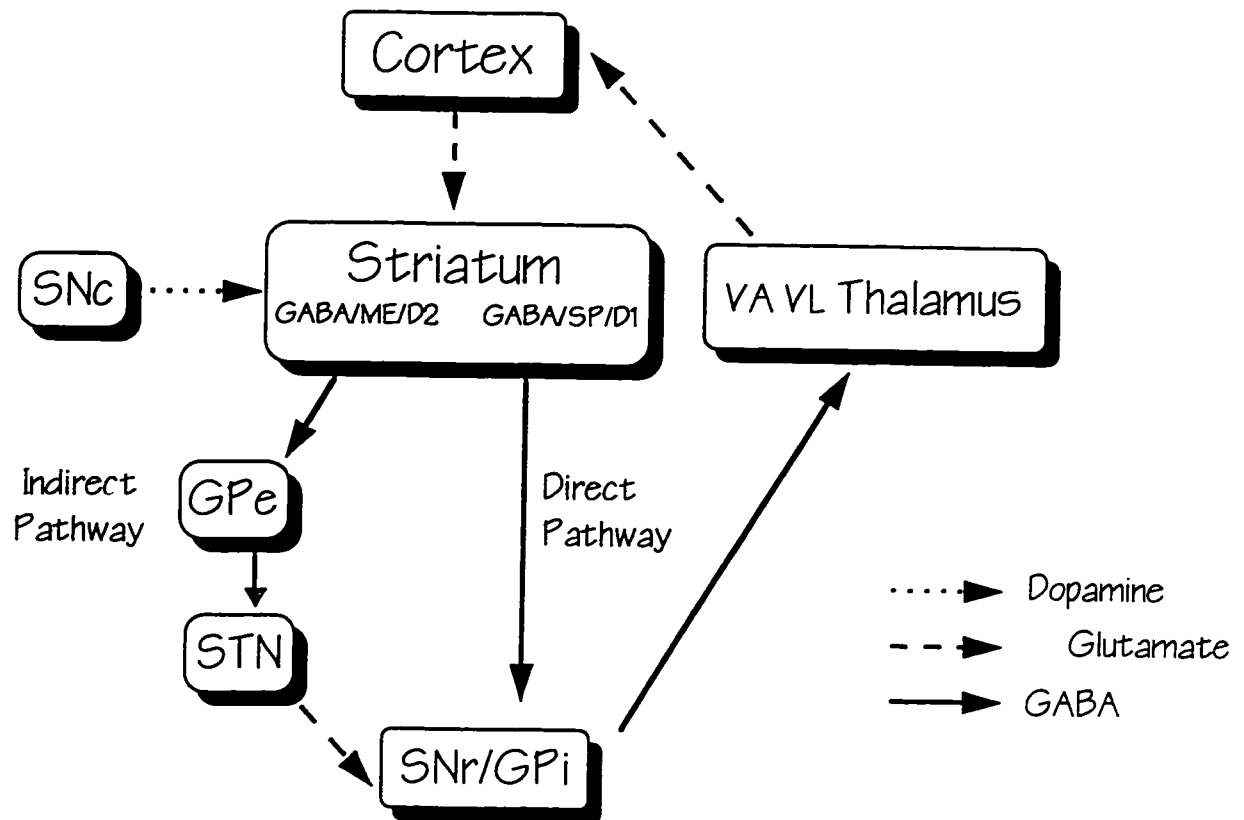 Cortex
Striatum
GABA/ME/D2 GABA/SP/D1
SNc
VA VL Thalamus
Indirect
Pathway
GPe
Direct
Pathway
STN
SNr/GPi
Dopamine
Glutamate
GABA